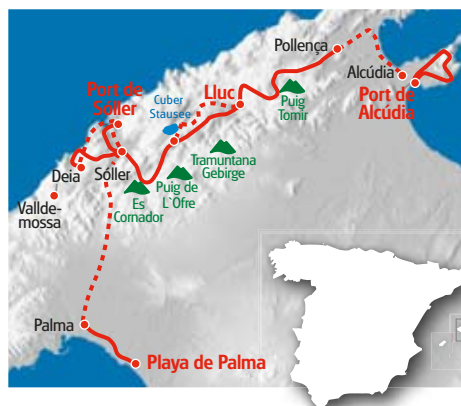 Pollença
Alcúdia
Port de
Alcúdia
Port de
Sóller
Cuber
Stausee
Lluc
Puig
Tomir
Tramuntana
Gebirge
Deia
Sóller
Puig de
L`Ofre
Es
Cornador
Vallde-
mossa
Palma
Playa de Palma